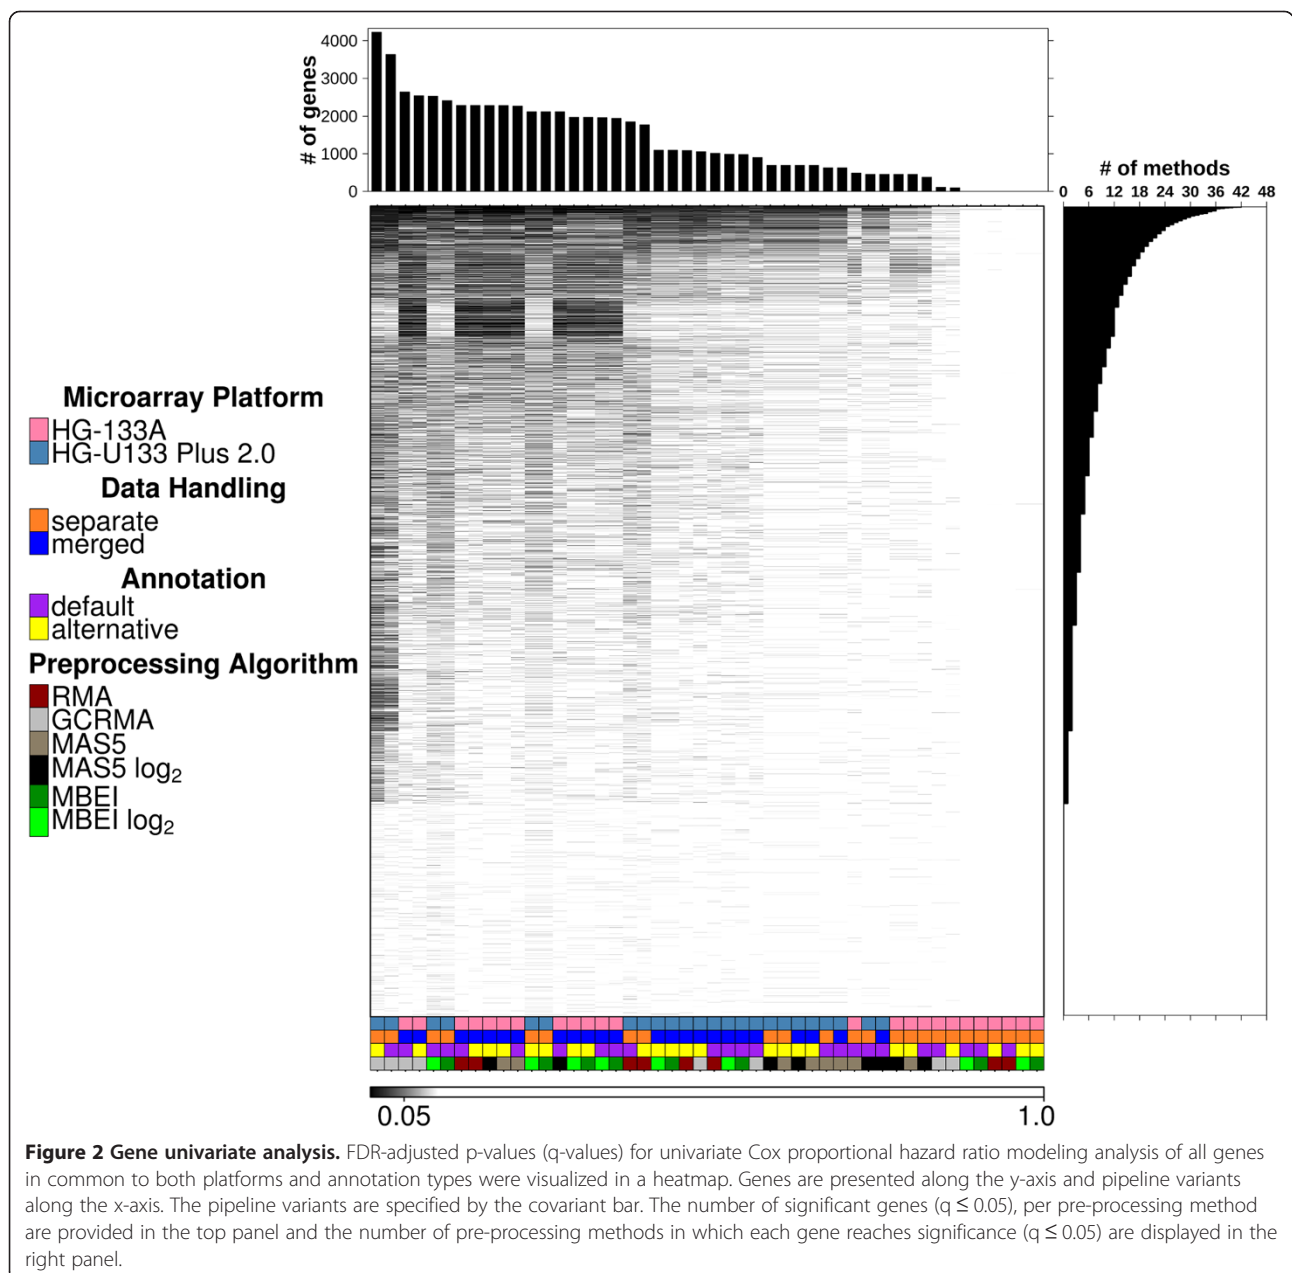 # of genes
4000
3000
2000
1000
0
# of methods
0 6 12 18 24 30 36 42 48
Microarray Platform
HG-133A
HG-U133 Plus 2.0
Data Handling
separate
merged
Annotation
default
alternative
Preprocessing Algorithm
RMA
GCRMA
MAS5
MAS5 log2
MBEI
MBEI log2
0.05
1.0
Figure 2 Gene univariate analysis. FDR-adjusted p-values (q-values) for univariate Cox proportional hazard ratio modeling analysis of all genes
in common to both platforms and annotation types were visualized in a heatmap. Genes are presented along the y-axis and pipeline variants
along the x-axis. The pipeline variants are specified by the covariant bar. The number of significant genes (q ≤ 0.05), per pre-processing method
are provided in the top panel and the number of pre-processing methods in which each gene reaches significance (q ≤ 0.05) are displayed in the
right panel.